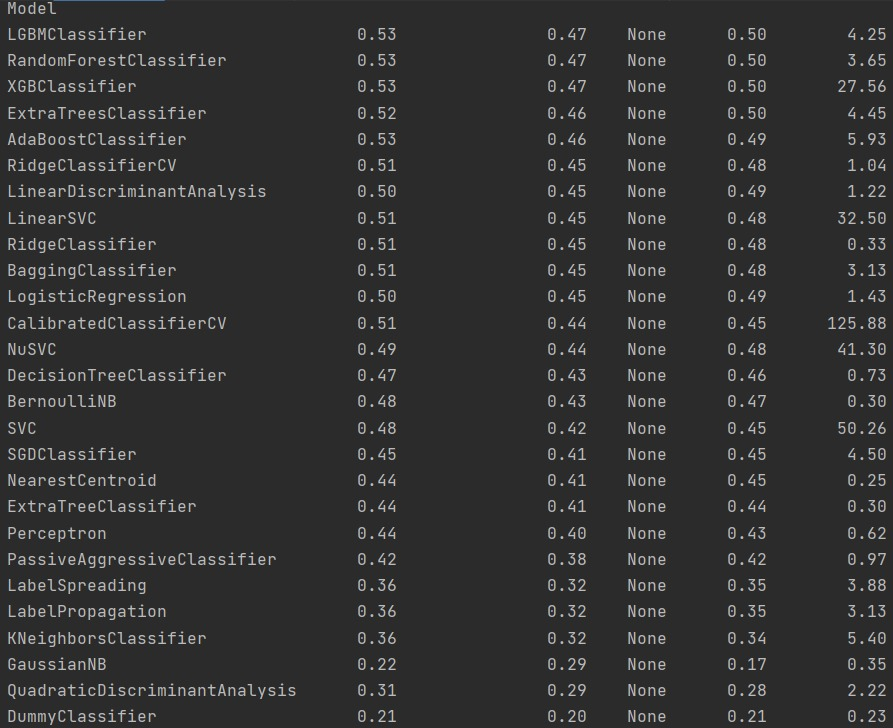 Model
LGBMClassifier 0.53 0.47 None 0.50 4.25
RandomForestClassifier 0.53 0.47 None 0.50 3.65
XGBClassifier 0.53 0.47 None 0.50 27.56
ExtraTreesClassifier 0.52 0.46 None 0.50 4.45
AdaBoostClassifier 0.53 0.46 None 0.49 5.93
RidgeClassifierCV 0.51 0.45 None 0.48 1.04
LinearDiscriminantAnalysis 0.50 0.45 None 0.49 1.22
LinearSVC 0.51 0.45 None 0.48 32.50
RidgeClassifier 0.51 0.45 None 0.48 0.33
BaggingClassifier 0.51 0.45 None 0.48 3.13
LogisticRegression 0.50 0.45 None 0.49 1.43
CalibratedClassifierCV 0.51 0.44 None 0.45 125.88
NuSVC 0.49 0.44 None 0.48 41.30
DecisionTreeClassifier 0.47 0.43 None 0.46 0.73
BernoulliNB 0.48 0.43 None 0.47 0.30
SVC 0.48 0.42 None 0.45 50.26
SGDClassifier 0.45 0.41 None 0.45 4.50
NearestCentroid 0.44 0.41 None 0.45 0.25
ExtraTreeClassifier 0.44 0.41 None 0.44 0.30
Perceptron 0.44 0.40 None 0.43 0.62
PassiveAggressiveClassifier 0.42 0.38 None 0.42 0.97
LabelSpreading 0.36 0.32 None 0.35 3.88
LabelPropagation 0.36 0.32 None 0.35 3.13
KNeighborsClassifier 0.36 0.32 None 0.34 5.40
GaussianNB 0.22 0.29 None 0.17 0.35
QuadraticDiscriminantAnalysis 0.31 0.29 None 0.28 2.22
DummyClassifier 0.21 0.20 None 0.21 0.23